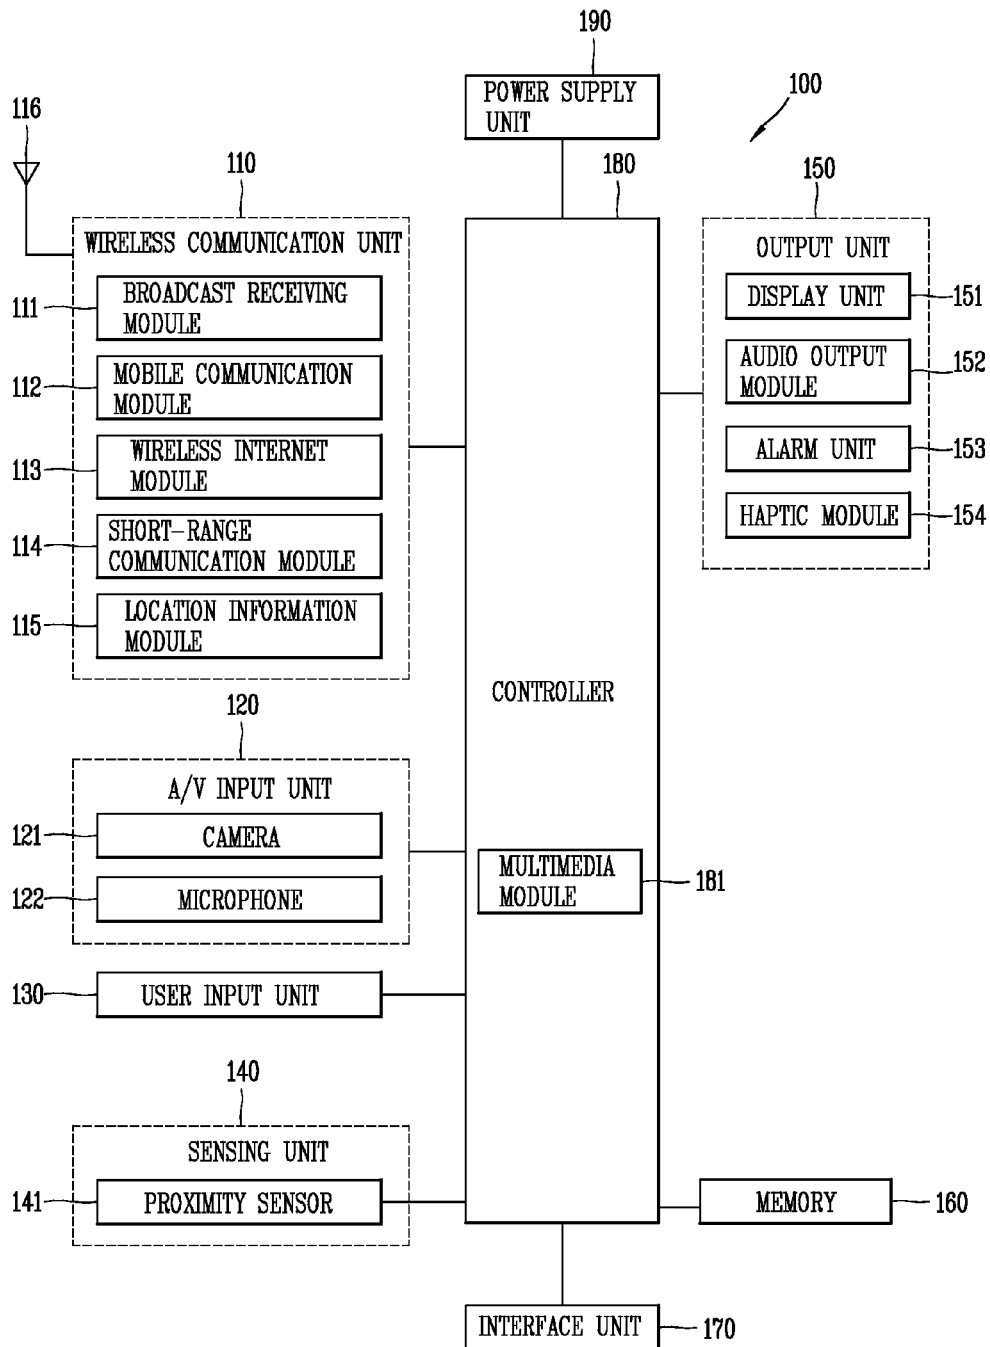 190
POWER SUPPLY
UNIT
100
116
110
180
150
WIRELESS COMMUNICATION UNIT
111
BROADCAST RECEIVING
MODULE
112
MOBILE COMMUNICATION
MODULE
113
WIRELESS INTERNET
MODULE
114
SHORT-RANGE
COMMUNICATION MODULE
115
LOCATION INFORMATION
MODULE
OUTPUT UNIT
DISPLAY UNIT
151
AUDIO OUTPUT
MODULE
152
ALARM UNIT
153
HAPTIC MODULE
154
CONTROLLER
120
A/V INPUT UNIT
121
CAMERA
122
MICROPHONE
MULTIMEDIA
MODULE
181
130
USER INPUT UNIT
140
SENSING UNIT
141
PROXIMITY SENSOR
MEMORY
160
INTERFACE UNIT
170